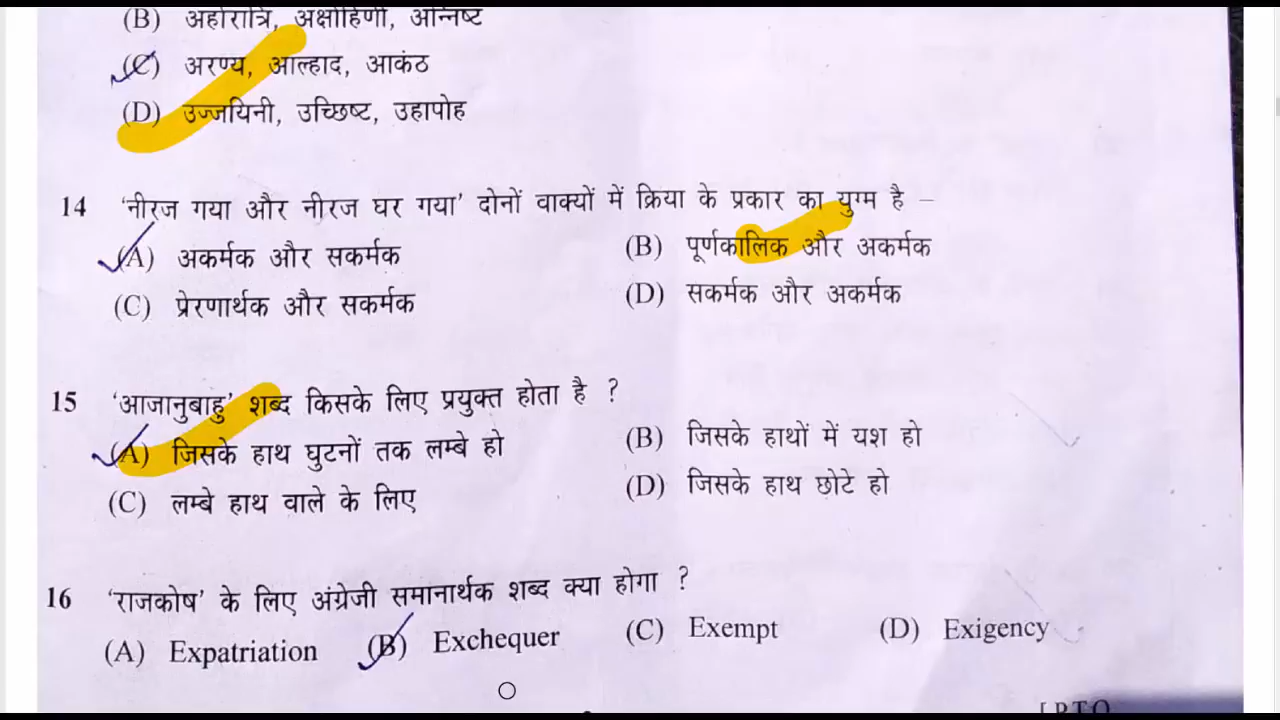 (B) अहोरात्रि, अक्षौहिणी, अन्निष्ट
(C) अरण्य, आल्हाद, आकंठ
(D) उज्जयिनी, उच्छिष्ट, उहापोह
14 'नीरज गया और नीरज घर गया' दोनों वाक्यों में क्रिया के प्रकार का युग्म है –
(A) अकर्मक और सकर्मक (B) पूर्णकालिक और अकर्मक
(C) प्रेरणार्थक और सकर्मक (D) सकर्मक और अकर्मक
15 'आजानुबाहु' शब्द किसके लिए प्रयुक्त होता है ?
(A) जिसके हाथ घुटनों तक लम्बे हो (B) जिसके हाथों में यश हो
(C) लम्बे हाथ वाले के लिए (D) जिसके हाथ छोटे हो
16 'राजकोष' के लिए अंग्रेजी समानार्थक शब्द क्या होगा ?
(A) Expatriation (B) Exchequer (C) Exempt (D) Exigency
[ P.T.O.